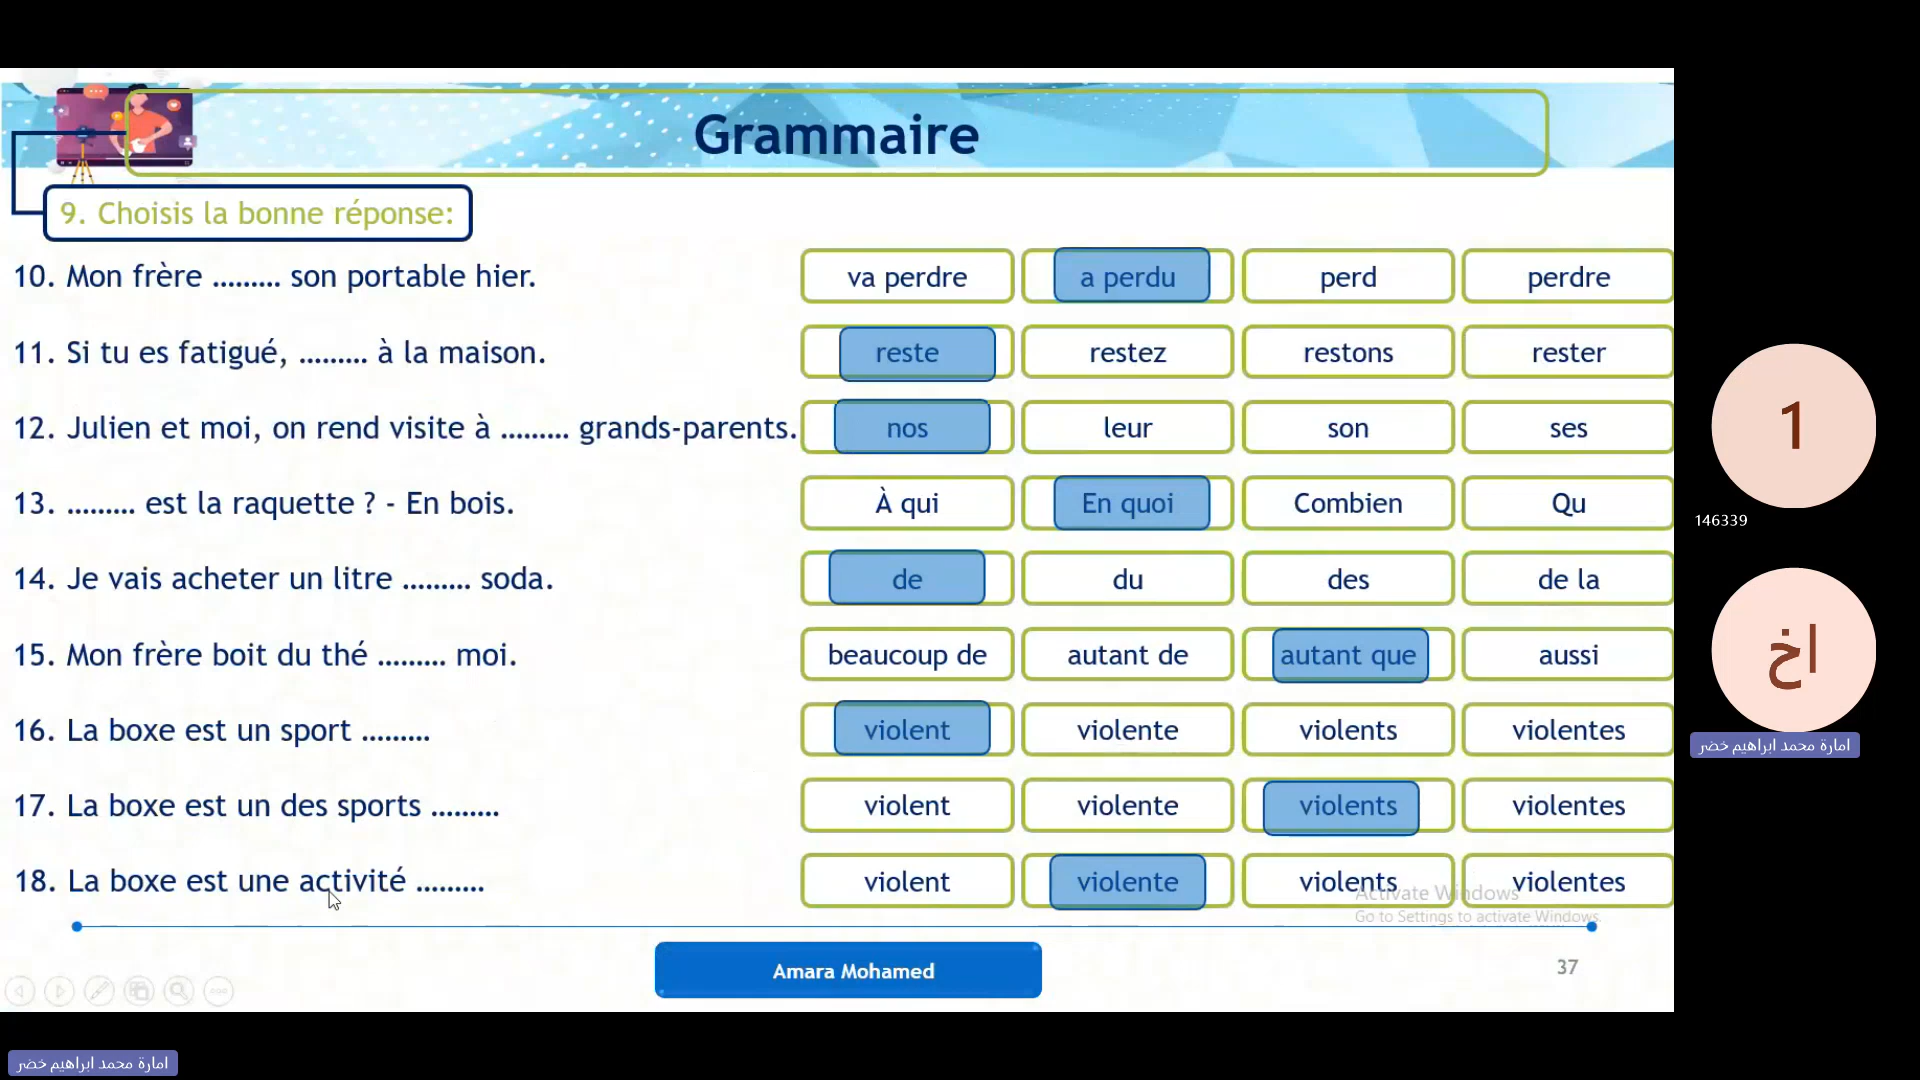 Grammaire
9. Choisis la bonne réponse:
10. Mon frère ......... son portable hier. va perdre a perdu perd perdre
11. Si tu es fatigué, ......... à la maison. reste restez restons rester
12. Julien et moi, on rend visite à ......... grands-parents. nos leur son ses
13. ......... est la raquette ? - En bois. À qui En quoi Combien Qu
14. Je vais acheter un litre ......... soda. de du des de la
15. Mon frère boit du thé ......... moi. beaucoup de autant de autant que aussi
16. La boxe est un sport ......... violent violente violents violentes
17. La boxe est un des sports ......... violent violente violents violentes
18. La boxe est une activité ......... violent violente violents violentes
Activate Windows
Go to Settings to activate Windows.
Amara Mohamed
37
1
146339
اخ
امارة محمد ابراهيم خضر
امارة محمد ابراهيم خضر